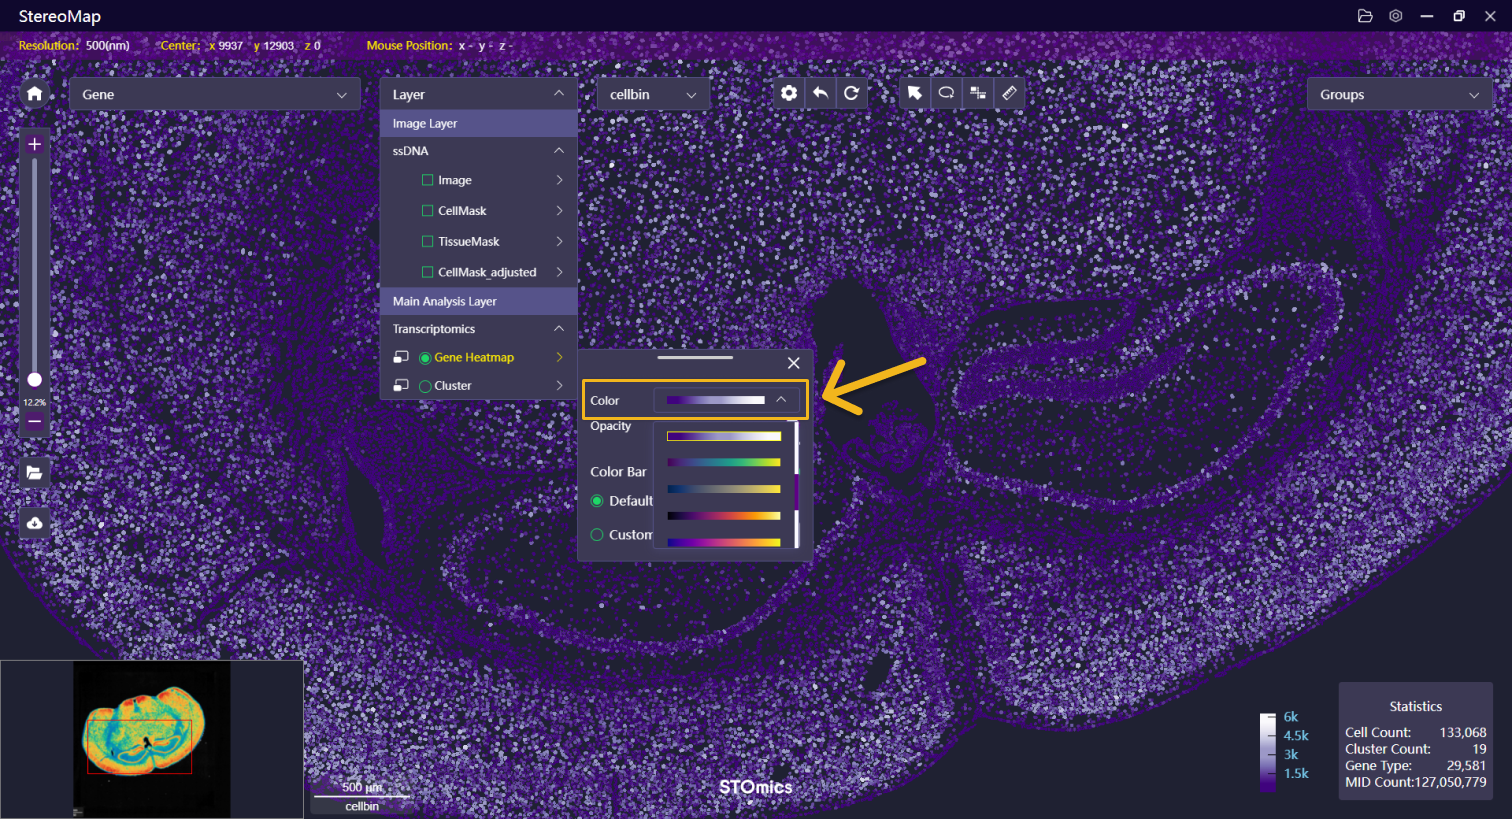 StereoMap
Resolution: 500(nm) Center: x 9937 y 12903 z 0 Mouse Position: x - y - z -
Gene
Layer
cellbin
Groups
Image Layer
ssDNA
Image
CellMask
TissueMask
CellMask_adjusted
Main Analysis Layer
Transcriptomics
Gene Heatmap
Cluster
12.2%
Color
Opacity
Color Bar
Default
Custom
500 μm
cellbin
STOmics
6k
4.5k
3k
1.5k
Statistics
Cell Count: 133,068
Cluster Count: 19
Gene Type: 29,581
MID Count:127,050,779